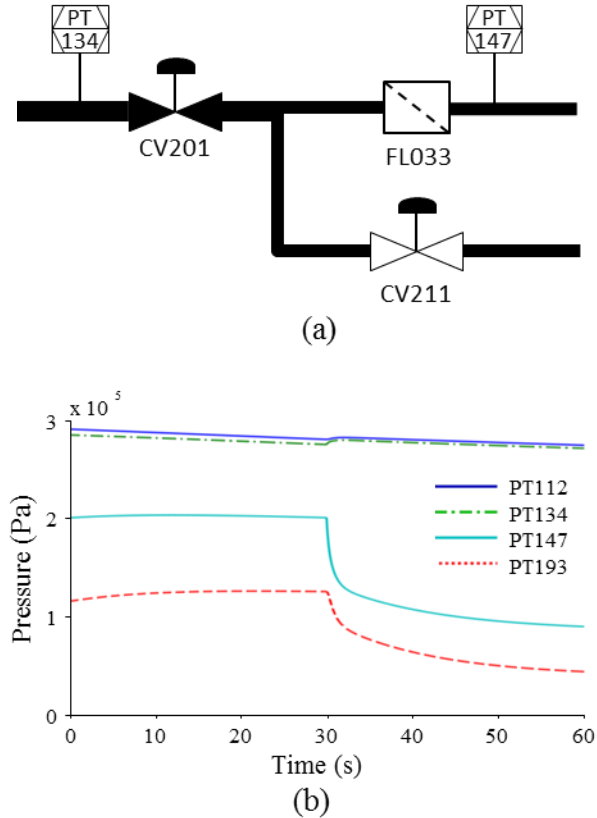 PT
134
PT
147
CV201
FL033
CV211
(a)
x 10 5
3
2
1
0
Pressure (Pa)
PT112
PT134
PT147
PT193
0
10
20
30
40
50
60
Time (s)
(b)